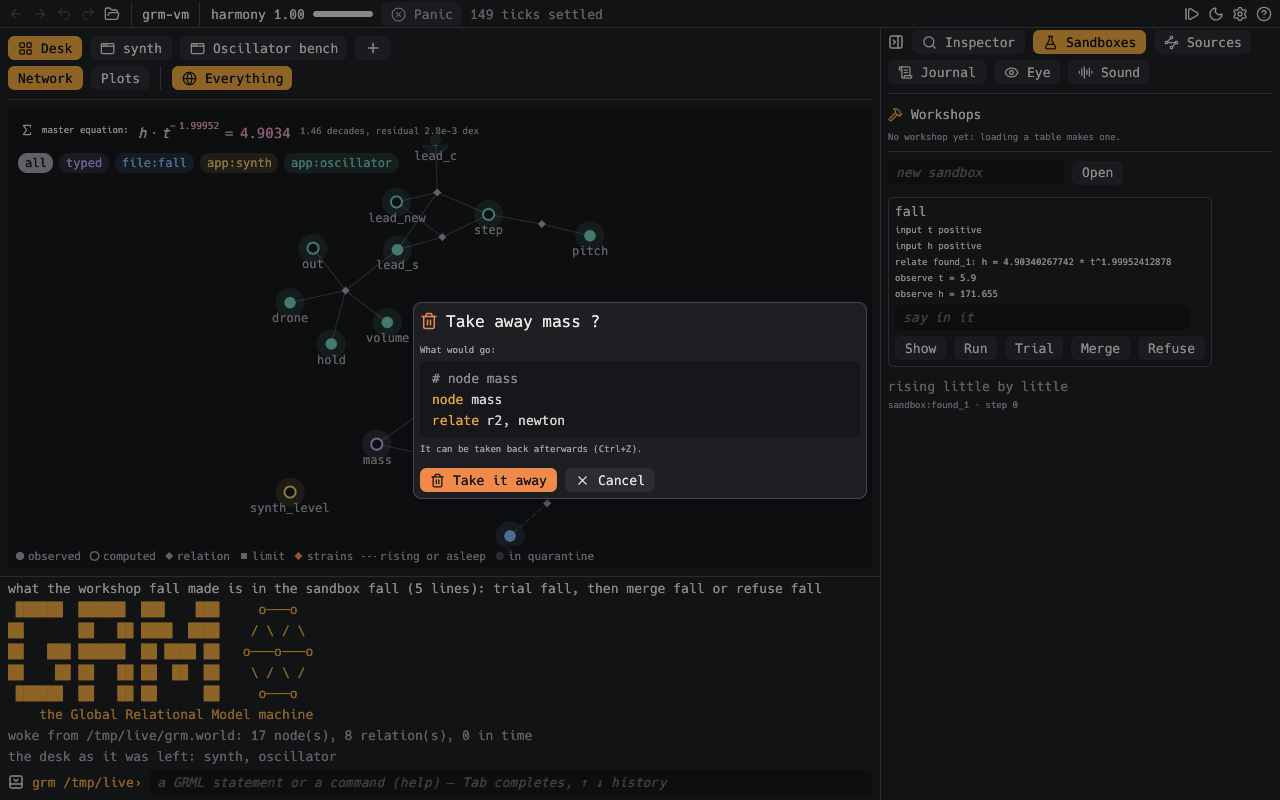 grm-vm harmony 1.00 Panic 149 ticks settled
Desk synth Oscillator bench +
Network Plots Everything
Σ master equation: h · t^-1.99952 = 4.9034 1.46 decades, residual 2.8e-3 dex
all typed file:fall app:synth app:oscillator
lead_c
lead_new
step
pitch
out
lead_s
drone
volume
hold
mass
synth_level
Take away mass ?
What would go:
# node mass
node mass
relate r2, newton
It can be taken back afterwards (Ctrl+Z).
Take it away Cancel
observed computed relation limit strains rising or asleep in quarantine
what the workshop fall made is in the sandbox fall (5 lines): trial fall, then merge fall or refuse fall
GRM
the Global Relational Model machine
woke from /tmp/live/grm.world: 17 node(s), 8 relation(s), 0 in time
the desk as it was left: synth, oscillator
grm /tmp/live› a GRML statement or a command (help) — Tab completes, ↑ ↓ history
Inspector Sandboxes Sources
Journal Eye Sound
Workshops
No workshop yet: loading a table makes one.
new sandbox Open
fall
input t positive
input h positive
relate found_1: h = 4.90340267742 * t^1.99952412878
observe t = 5.9
observe h = 171.655
say in it
Show Run Trial Merge Refuse
rising little by little
sandbox:found_1 · step 0